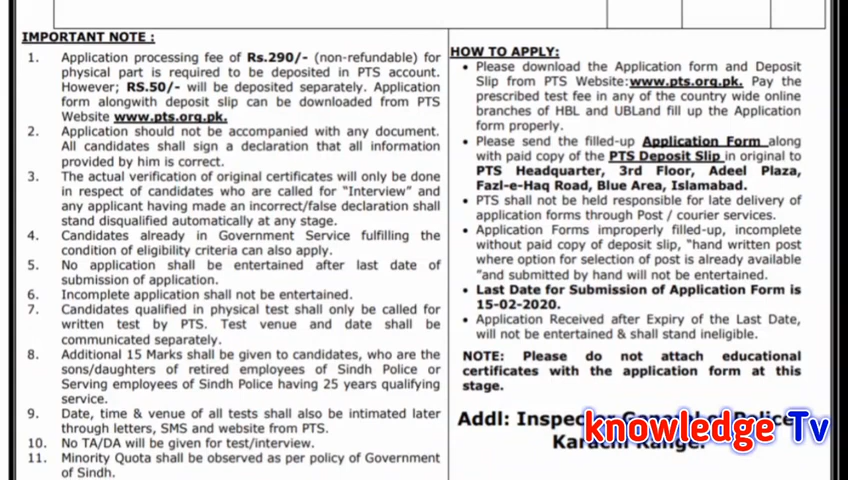 IMPORTANT NOTE :
1. Application processing fee of Rs.290/- (non-refundable) for
physical part is required to be deposited in PTS account.
However; RS.50/- will be deposited separately. Application
form alongwith deposit slip can be downloaded from PTS
Website www.pts.org.pk.
2. Application should not be accompanied with any document.
All candidates shall sign a declaration that all information
provided by him is correct.
3. The actual verification of original certificates will only be done
in respect of candidates who are called for "Interview" and
any applicant having made an incorrect/false declaration shall
stand disqualified automatically at any stage.
4. Candidates already in Government Service fulfilling the
condition of eligibility criteria can also apply.
5. No application shall be entertained after last date of
submission of application.
6. Incomplete application shall not be entertained.
7. Candidates qualified in physical test shall only be called for
written test by PTS. Test venue and date shall be
communicated separately.
8. Additional 15 Marks shall be given to candidates, who are the
sons/daughters of retired employees of Sindh Police or
Serving employees of Sindh Police having 25 years qualifying
service.
9. Date, time & venue of all tests shall also be intimated later
through letters, SMS and website from PTS.
10. No TA/DA will be given for test/interview.
11. Minority Quota shall be observed as per policy of Government
of Sindh.
HOW TO APPLY:
• Please download the Application form and Deposit
Slip from PTS Website:www.pts.org.pk. Pay the
prescribed test fee in any of the country wide online
branches of HBL and UBLand fill up the Application
form properly.
• Please send the filled-up Application Form along
with paid copy of the PTS Deposit Slip in original to
PTS Headquarter, 3rd Floor, Adeel Plaza,
Fazl-e-Haq Road, Blue Area, Islamabad.
• PTS shall not be held responsible for late delivery of
application forms through Post / courier services.
• Application Forms improperly filled-up, incomplete
without paid copy of deposit slip, "hand written post
where option for selection of post is already available
"and submitted by hand will not be entertained.
• Last Date for Submission of Application Form is
15-02-2020.
• Application Received after Expiry of the Last Date,
will not be entertained & shall stand ineligible.
NOTE: Please do not attach educational
certificates with the application form at this
stage.
Addl: Inspector General of Police
Karachi Range.
knowledge Tv